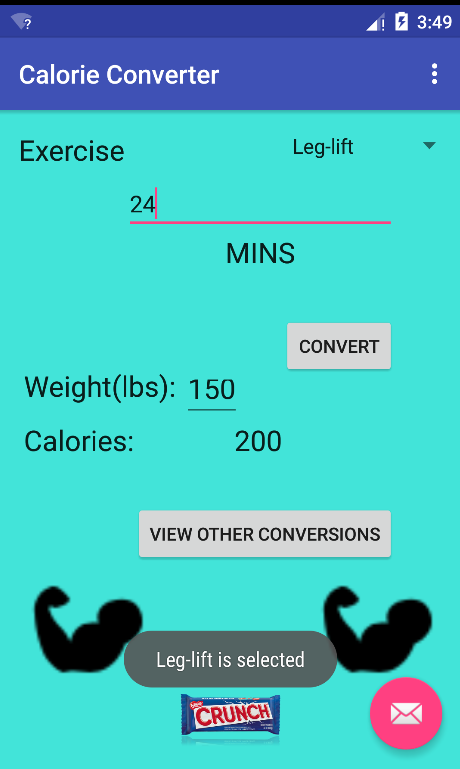 3:49
Calorie Converter
Exercise
Leg-lift
24
MINS
CONVERT
Weight(lbs): 150
Calories: 200
VIEW OTHER CONVERSIONS
Leg-lift is selected
CRUNCH